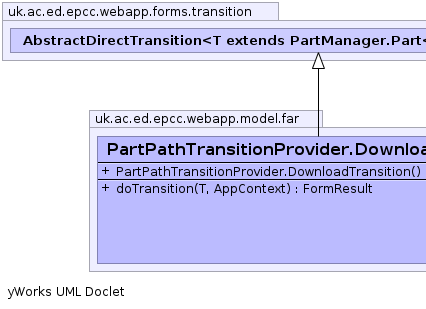 uk.ac.ed.epcc.webapp.forms.transition
AbstractDirectTransition<T extends PartManager.Part<
uk.ac.ed.epcc.webapp.model.far
PartPathTransitionProvider.Downloa
+ PartPathTransitionProvider.DownloadTransition()
+ doTransition(T, AppContext) : FormResult
yWorks UML Doclet